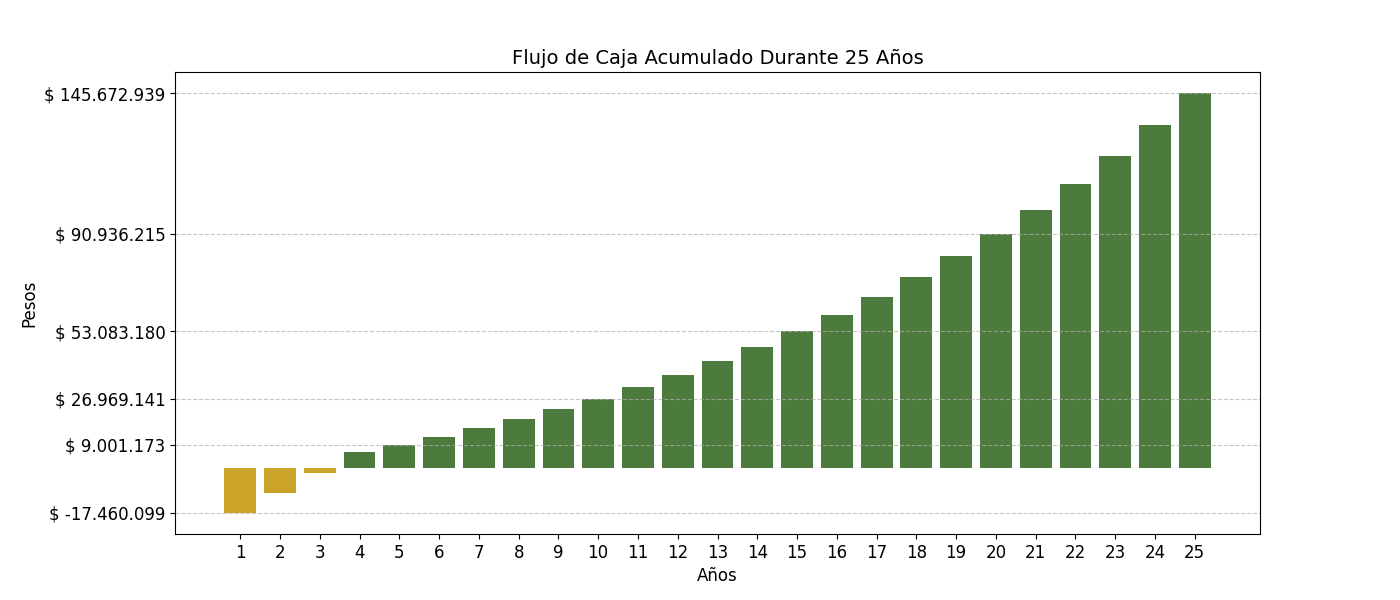 Flujo de Caja Acumulado Durante 25 Años
$ 145.672.939
$ 90.936.215
$ 53.083.180
$ 26.969.141
$ 9.001.173
$ -17.460.099
Pesos
1 2 3 4 5 6 7 8 9 10 11 12 13 14 15 16 17 18 19 20 21 22 23 24 25
Años